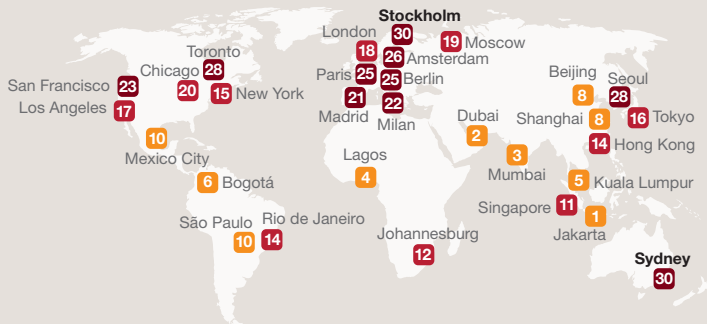 Stockholm
30
London
18
19
Moscow
Toronto
28
26
Amsterdam
Chicago
20
Paris
25
25
Berlin
San Francisco
23
15
New York
Los Angeles
17
21
Madrid
22
Milan
Beijing
8
Seoul
28
Dubai
2
Shanghai
8
16
Tokyo
10
Mexico City
14
Hong Kong
Lagos
4
3
Mumbai
6
Bogotá
5
Kuala Lumpur
Singapore
11
1
Jakarta
São Paulo
10
Rio de Janeiro
14
Johannesburg
12
Sydney
30